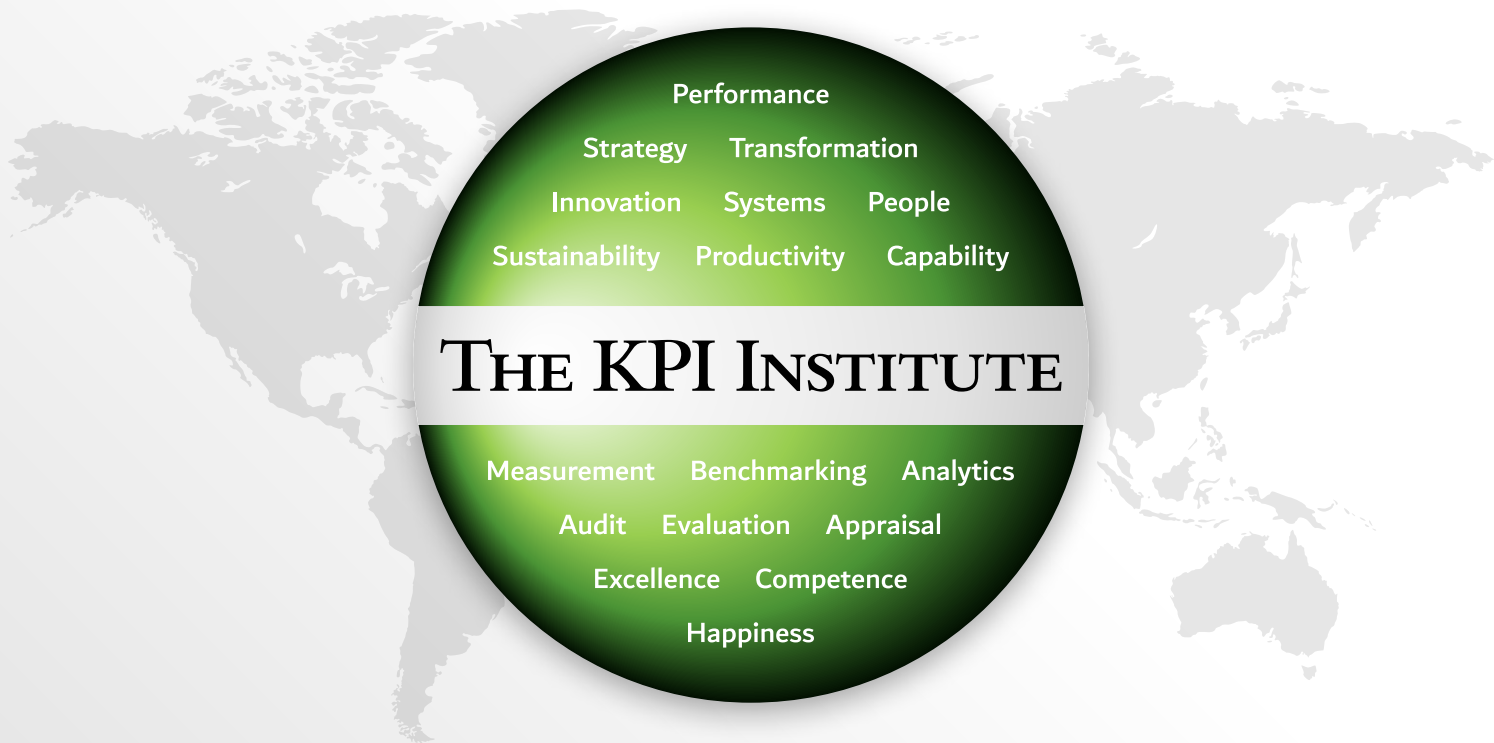 Performance
Strategy Transformation
Innovation Systems People
Sustainability Productivity Capability
The KPI Institute
Measurement Benchmarking Analytics
Audit Evaluation Appraisal
Excellence Competence
Happiness